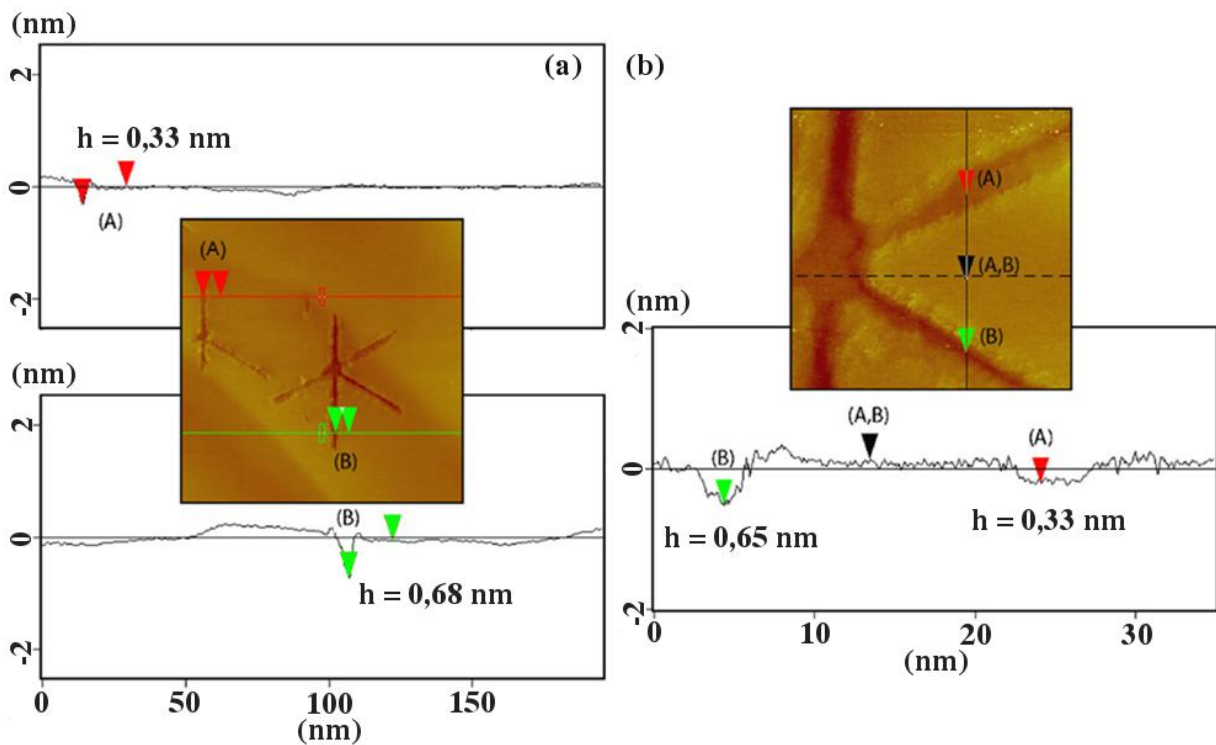 (nm)
(a)
2
h = 0,33 nm
0
(A)
-2
(A)
(B)
(nm)
2
(B)
0
h = 0,68 nm
-2
0 50 100 150
(nm)
(b)
(A)
(A,B)
(B)
(nm)
2
(A,B)
(B)
(A)
0
h = 0,65 nm
h = 0,33 nm
-2
0 10 20 30
(nm)